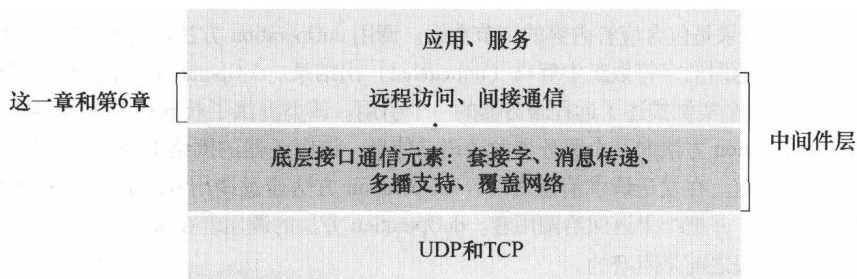 应用、服务
这一章和第6章
远程访问、间接通信
中间件层
底层接口通信元素：套接字、消息传递、
多播支持、覆盖网络
UDP和TCP